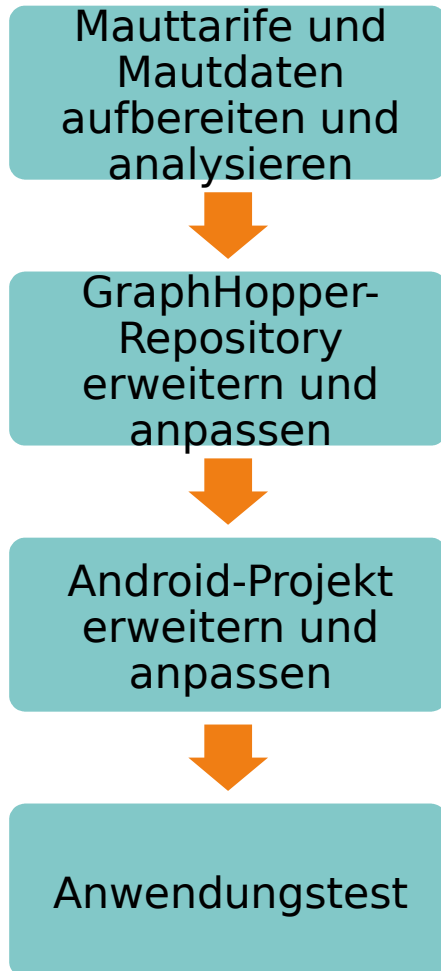 Mauttarife und
Mautdaten
aufbereiten und
analysieren
GraphHopper-
Repository
erweitern und
anpassen
Android-Projekt
erweitern und
anpassen
Anwendungstest